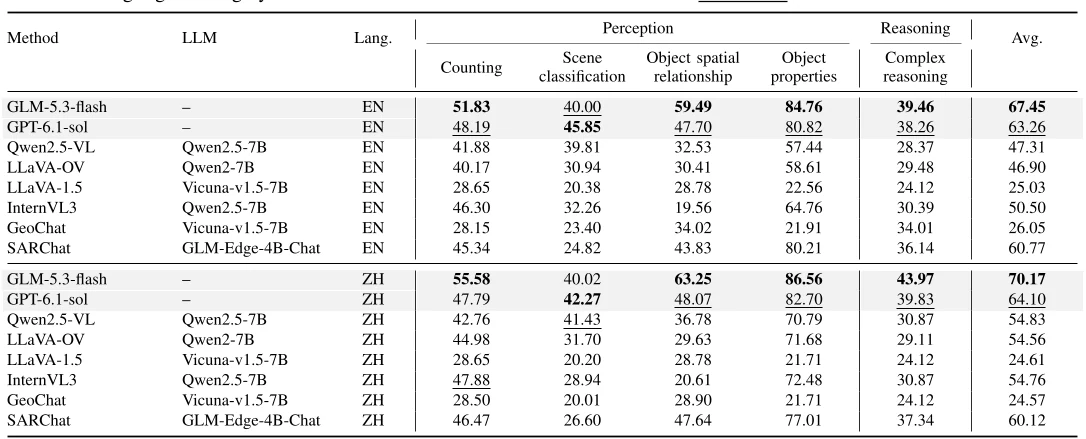 Perception Reasoning
Method LLM Lang. Avg.
Counting Scene classification Object spatial relationship Object properties Complex reasoning
GLM-5.3-flash – EN 51.83 40.00 59.49 84.76 39.46 67.45
GPT-6.1-sol – EN 48.19 45.85 47.70 80.82 38.26 63.26
Qwen2.5-VL Qwen2.5-7B EN 41.88 39.81 32.53 57.44 28.37 47.31
LLaVA-OV Qwen2-7B EN 40.17 30.94 30.41 58.61 29.48 46.90
LLaVA-1.5 Vicuna-v1.5-7B EN 28.65 20.38 28.78 22.56 24.12 25.03
InternVL3 Qwen2.5-7B EN 46.30 32.26 19.56 64.76 30.39 50.50
GeoChat Vicuna-v1.5-7B EN 28.15 23.40 34.02 21.91 34.01 26.05
SARChat GLM-Edge-4B-Chat EN 45.34 24.82 43.83 80.21 36.14 60.77
GLM-5.3-flash – ZH 55.58 40.02 63.25 86.56 43.97 70.17
GPT-6.1-sol – ZH 47.79 42.27 48.07 82.70 39.83 64.10
Qwen2.5-VL Qwen2.5-7B ZH 42.76 41.43 36.78 70.79 30.87 54.83
LLaVA-OV Qwen2-7B ZH 44.98 31.70 29.63 71.68 29.11 54.56
LLaVA-1.5 Vicuna-v1.5-7B ZH 28.65 20.20 28.78 21.71 24.12 24.61
InternVL3 Qwen2.5-7B ZH 47.88 28.94 20.61 72.48 30.87 54.76
GeoChat Vicuna-v1.5-7B ZH 28.50 20.01 28.90 21.71 24.12 24.57
SARChat GLM-Edge-4B-Chat ZH 46.47 26.60 47.64 77.01 37.34 60.12